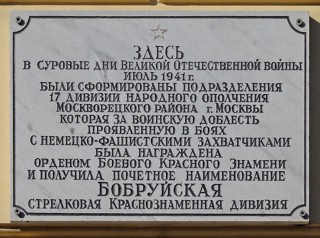 ЗДЕСЬ
В СУРОВЫЕ ДНИ ВЕЛИКОЙ ОТЕЧЕСТВЕННОЙ ВОЙНЫ
ИЮЛЬ 1941 г.
БЫЛИ СФОРМИРОВАНЫ ПОДРАЗДЕЛЕНИЯ
17 ДИВИЗИИ НАРОДНОГО ОПОЛЧЕНИЯ
МОСКВОРЕЦКОГО РАЙОНА г. МОСКВЫ
КОТОРАЯ ЗА ВОИНСКУЮ ДОБЛЕСТЬ
ПРОЯВЛЕННУЮ В БОЯХ
С НЕМЕЦКО-ФАШИСТСКИМИ ЗАХВАТЧИКАМИ
БЫЛА НАГРАЖДЕНА
ОРДЕНОМ БОЕВОГО КРАСНОГО ЗНАМЕНИ
И ПОЛУЧИЛА ПОЧЕТНОЕ НАИМЕНОВАНИЕ
БОБРУЙСКАЯ
СТРЕЛКОВАЯ КРАСНОЗНАМЕННАЯ ДИВИЗИЯ